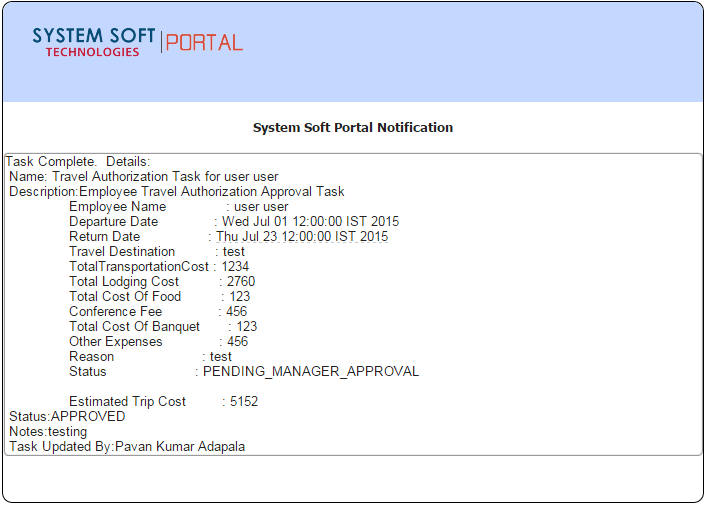 SYSTEM SOFT
TECHNOLOGIES
PORTAL
System Soft Portal Notification
Task Complete. Details:
Name: Travel Authorization Task for user user
Description:Employee Travel Authorization Approval Task
Employee Name : user user
Departure Date : Wed Jul 01 12:00:00 IST 2015
Return Date : Thu Jul 23 12:00:00 IST 2015
Travel Destination : test
TotalTransportationCost : 1234
Total Lodging Cost : 2760
Total Cost Of Food : 123
Conference Fee : 456
Total Cost Of Banquet : 123
Other Expenses : 456
Reason : test
Status : PENDING_MANAGER_APPROVAL
Estimated Trip Cost : 5152
Status:APPROVED
Notes:testing
Task Updated By:Pavan Kumar Adapala